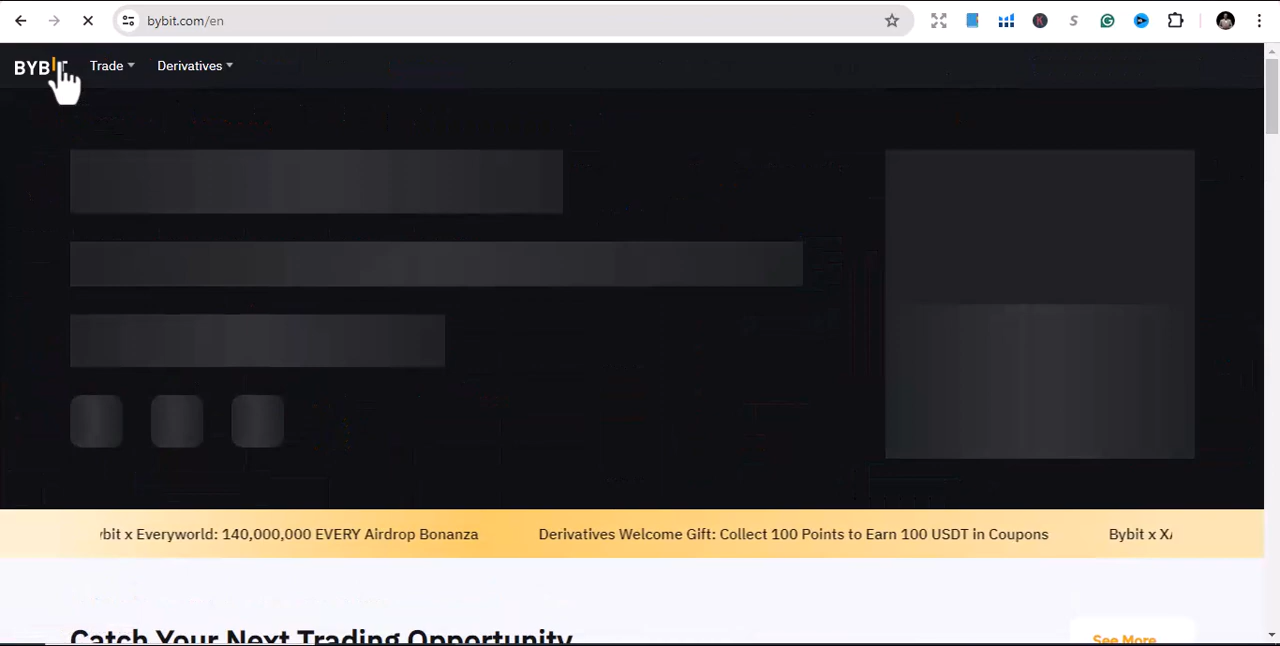 bybit.com/en
BYBIT Trade Derivatives
ybit x Everyworld: 140,000,000 EVERY Airdrop Bonanza Derivatives Welcome Gift: Collect 100 Points to Earn 100 USDT in Coupons Bybit x
Catch Your Next Trading Opportunity See More